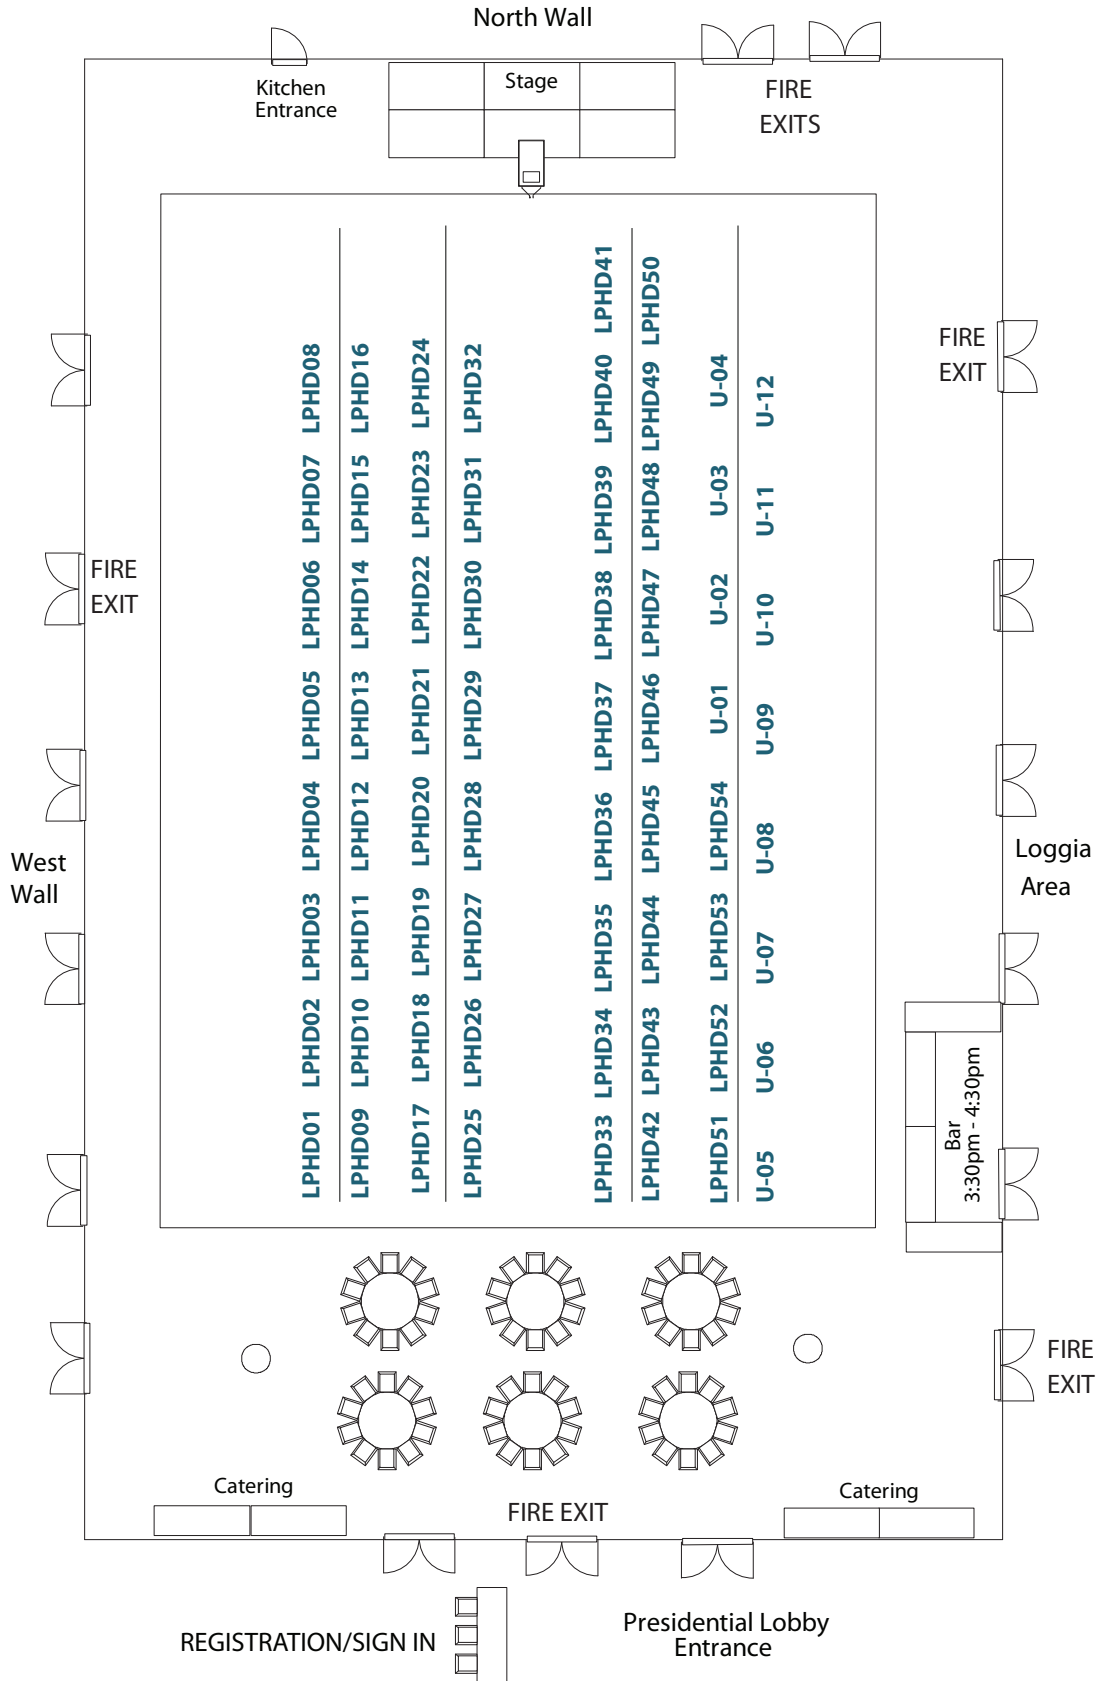 North Wall
Kitchen
Entrance
Stage
FIRE
EXITS
FIRE
EXIT
FIRE
EXIT
West
Wall
Loggia
Area
LPHD01 LPHD02 LPHD03 LPHD04 LPHD05 LPHD06 LPHD07 LPHD08
LPHD09 LPHD10 LPHD11 LPHD12 LPHD13 LPHD14 LPHD15 LPHD16
LPHD17 LPHD18 LPHD19 LPHD20 LPHD21 LPHD22 LPHD23 LPHD24
LPHD25 LPHD26 LPHD27 LPHD28 LPHD29 LPHD30 LPHD31 LPHD32
LPHD33 LPHD34 LPHD35 LPHD36 LPHD37 LPHD38 LPHD39 LPHD40 LPHD41
LPHD42 LPHD43 LPHD44 LPHD45 LPHD46 LPHD47 LPHD48 LPHD49 LPHD50
LPHD51 LPHD52 LPHD53 LPHD54 U-01 U-02 U-03 U-04
U-05 U-06 U-07 U-08 U-09 U-10 U-11 U-12
Bar
3:30pm - 4:30pm
FIRE
EXIT
Catering
FIRE EXIT
Catering
REGISTRATION/SIGN IN
Presidential Lobby
Entrance